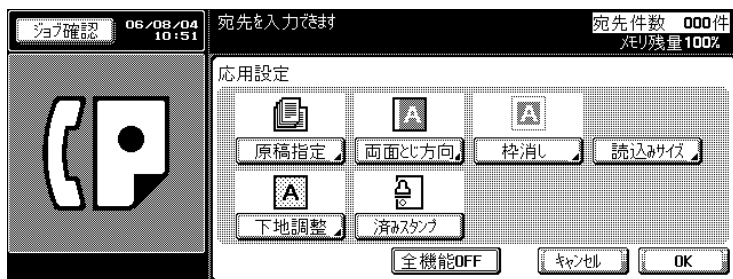 ジョブ確認
06/08/04
10:51
宛先を入力できます
宛先件数 000件
メモリ残量100%
応用設定
A
A
原稿指定
両面とじ方向
枠消し
読込みサイズ
A
下地調整
済みスタンプ
全機能OFF
キャンセル
OK